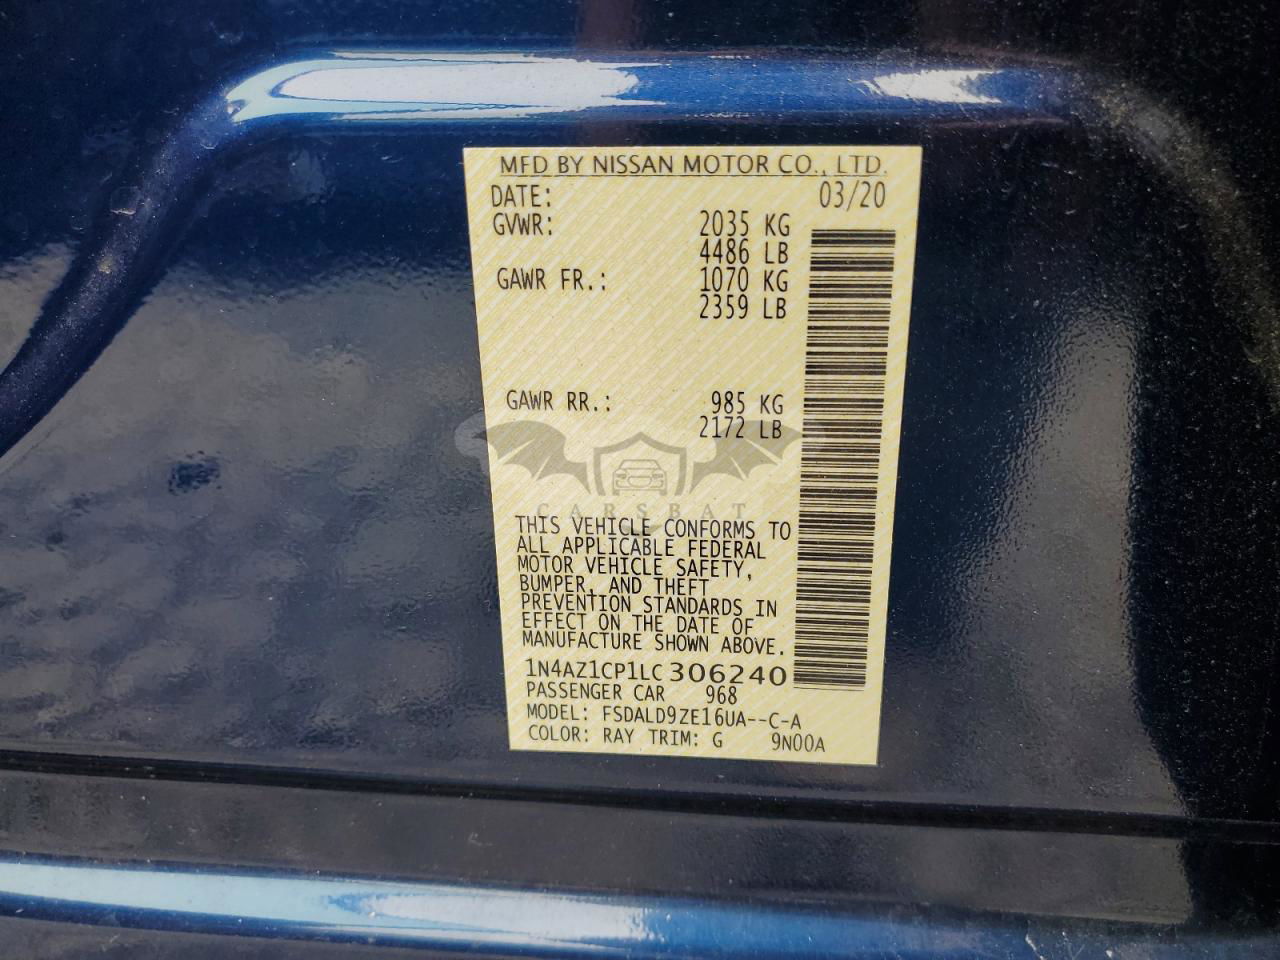 MFD BY NISSAN MOTOR CO., LTD.
DATE: 03/20
GVWR: 2035 KG
4486 LB
GAWR FR.: 1070 KG
2359 LB
GAWR RR.: 985 KG
2172 LB
CARSBAT
THIS VEHICLE CONFORMS TO
ALL APPLICABLE FEDERAL
MOTOR VEHICLE SAFETY,
BUMPER, AND THEFT
PREVENTION STANDARDS IN
EFFECT ON THE DATE OF
MANUFACTURE SHOWN ABOVE.
1N4AZ1CP1LC306240
PASSENGER CAR 968
MODEL: FSDALD9ZE16UA--C-A
COLOR: RAY TRIM: G 9N00A